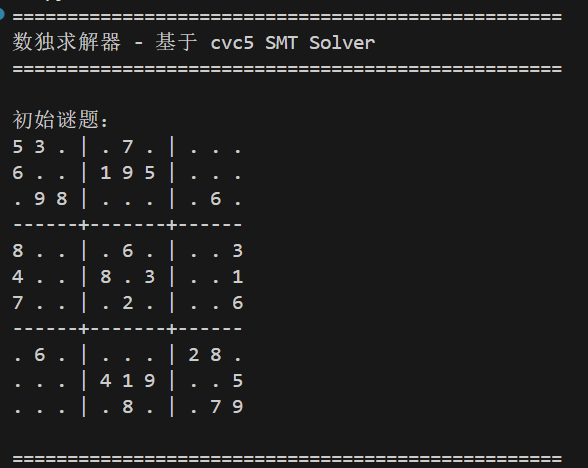 ==================================================
数独求解器 - 基于 cvc5 SMT Solver
==================================================
初始谜题：
5 3 . | . 7 . | . . .
6 . . | 1 9 5 | . . .
. 9 8 | . . . | . 6 .
------+-------+------
8 . . | . 6 . | . . 3
4 . . | 8 . 3 | . . 1
7 . . | . 2 . | . . 6
------+-------+------
. 6 . | . . . | 2 8 .
. . . | 4 1 9 | . . 5
. . . | . 8 . | . 7 9
==================================================